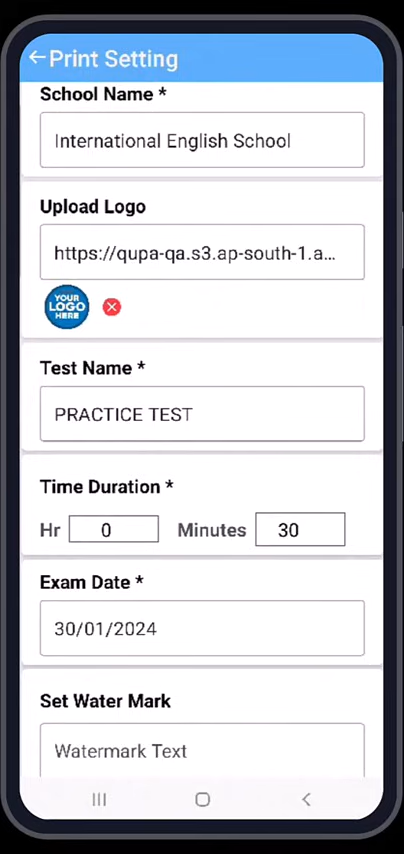 ←Print Setting
School Name *
International English School
Upload Logo
https://qupa-qa.s3.ap-south-1.a...
YOUR
LOGO
HERE
Test Name *
PRACTICE TEST
Time Duration *
Hr 0 Minutes 30
Exam Date *
30/01/2024
Set Water Mark
Watermark Text